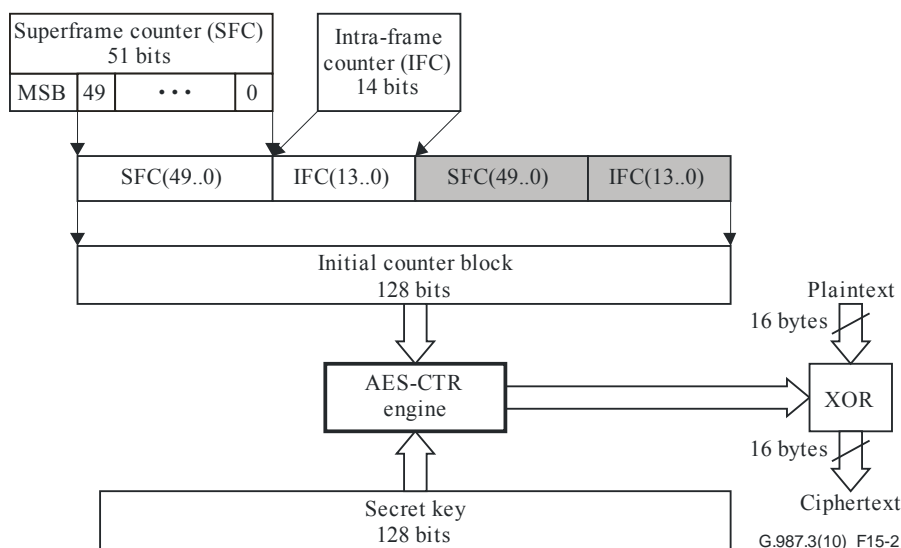 Superframe counter (SFC)
51 bits
MSB 49 ••• 0
Intra-frame
counter (IFC)
14 bits
SFC(49..0) IFC(13..0) SFC(49..0) IFC(13..0)
Initial counter block
128 bits
Plaintext
16 bytes
AES-CTR
engine
XOR
16 bytes
Ciphertext
Secret key
128 bits
G.987.3(10)_F15-2